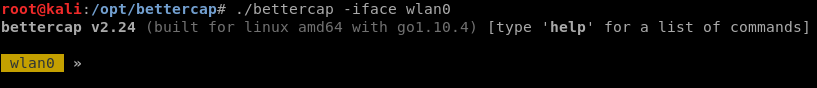 root@kali:/opt/bettercap# ./bettercap -iface wlan0
bettercap v2.24 (built for linux amd64 with go1.10.4) [type 'help' for a list of commands]
wlan0 »